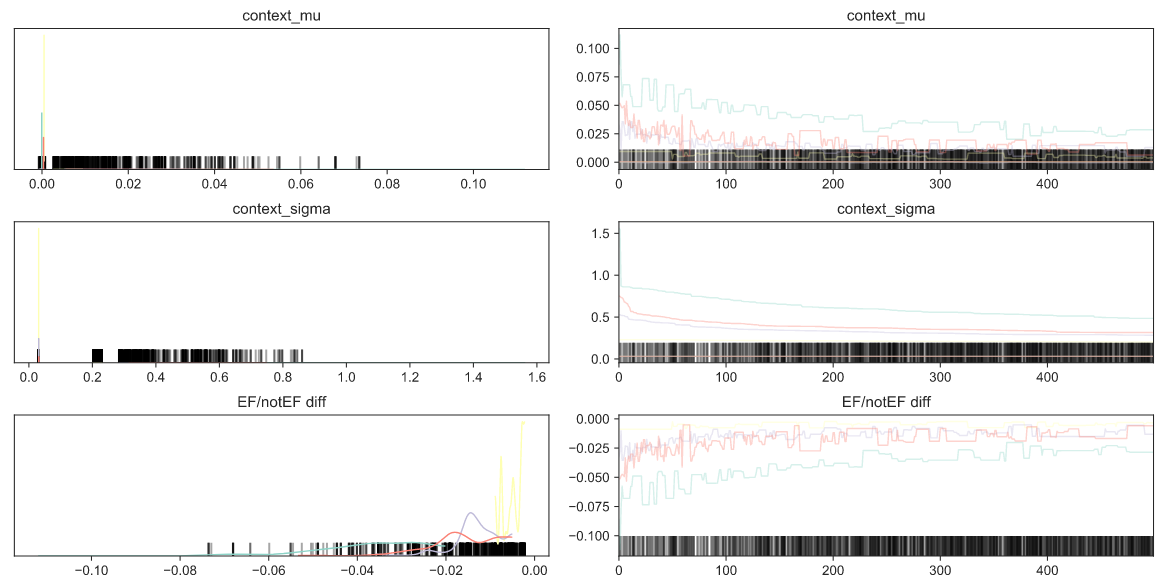 context_mu
0.00 0.02 0.04 0.06 0.08 0.10
context_mu
0.100
0.075
0.050
0.025
0.000
0 100 200 300 400
context_sigma
0.0 0.2 0.4 0.6 0.8 1.0 1.2 1.4 1.6
context_sigma
1.5
1.0
0.5
0.0
0 100 200 300 400
EF/notEF diff
−0.10 −0.08 −0.06 −0.04 −0.02 0.00
EF/notEF diff
0.000
−0.025
−0.050
−0.075
−0.100
0 100 200 300 400